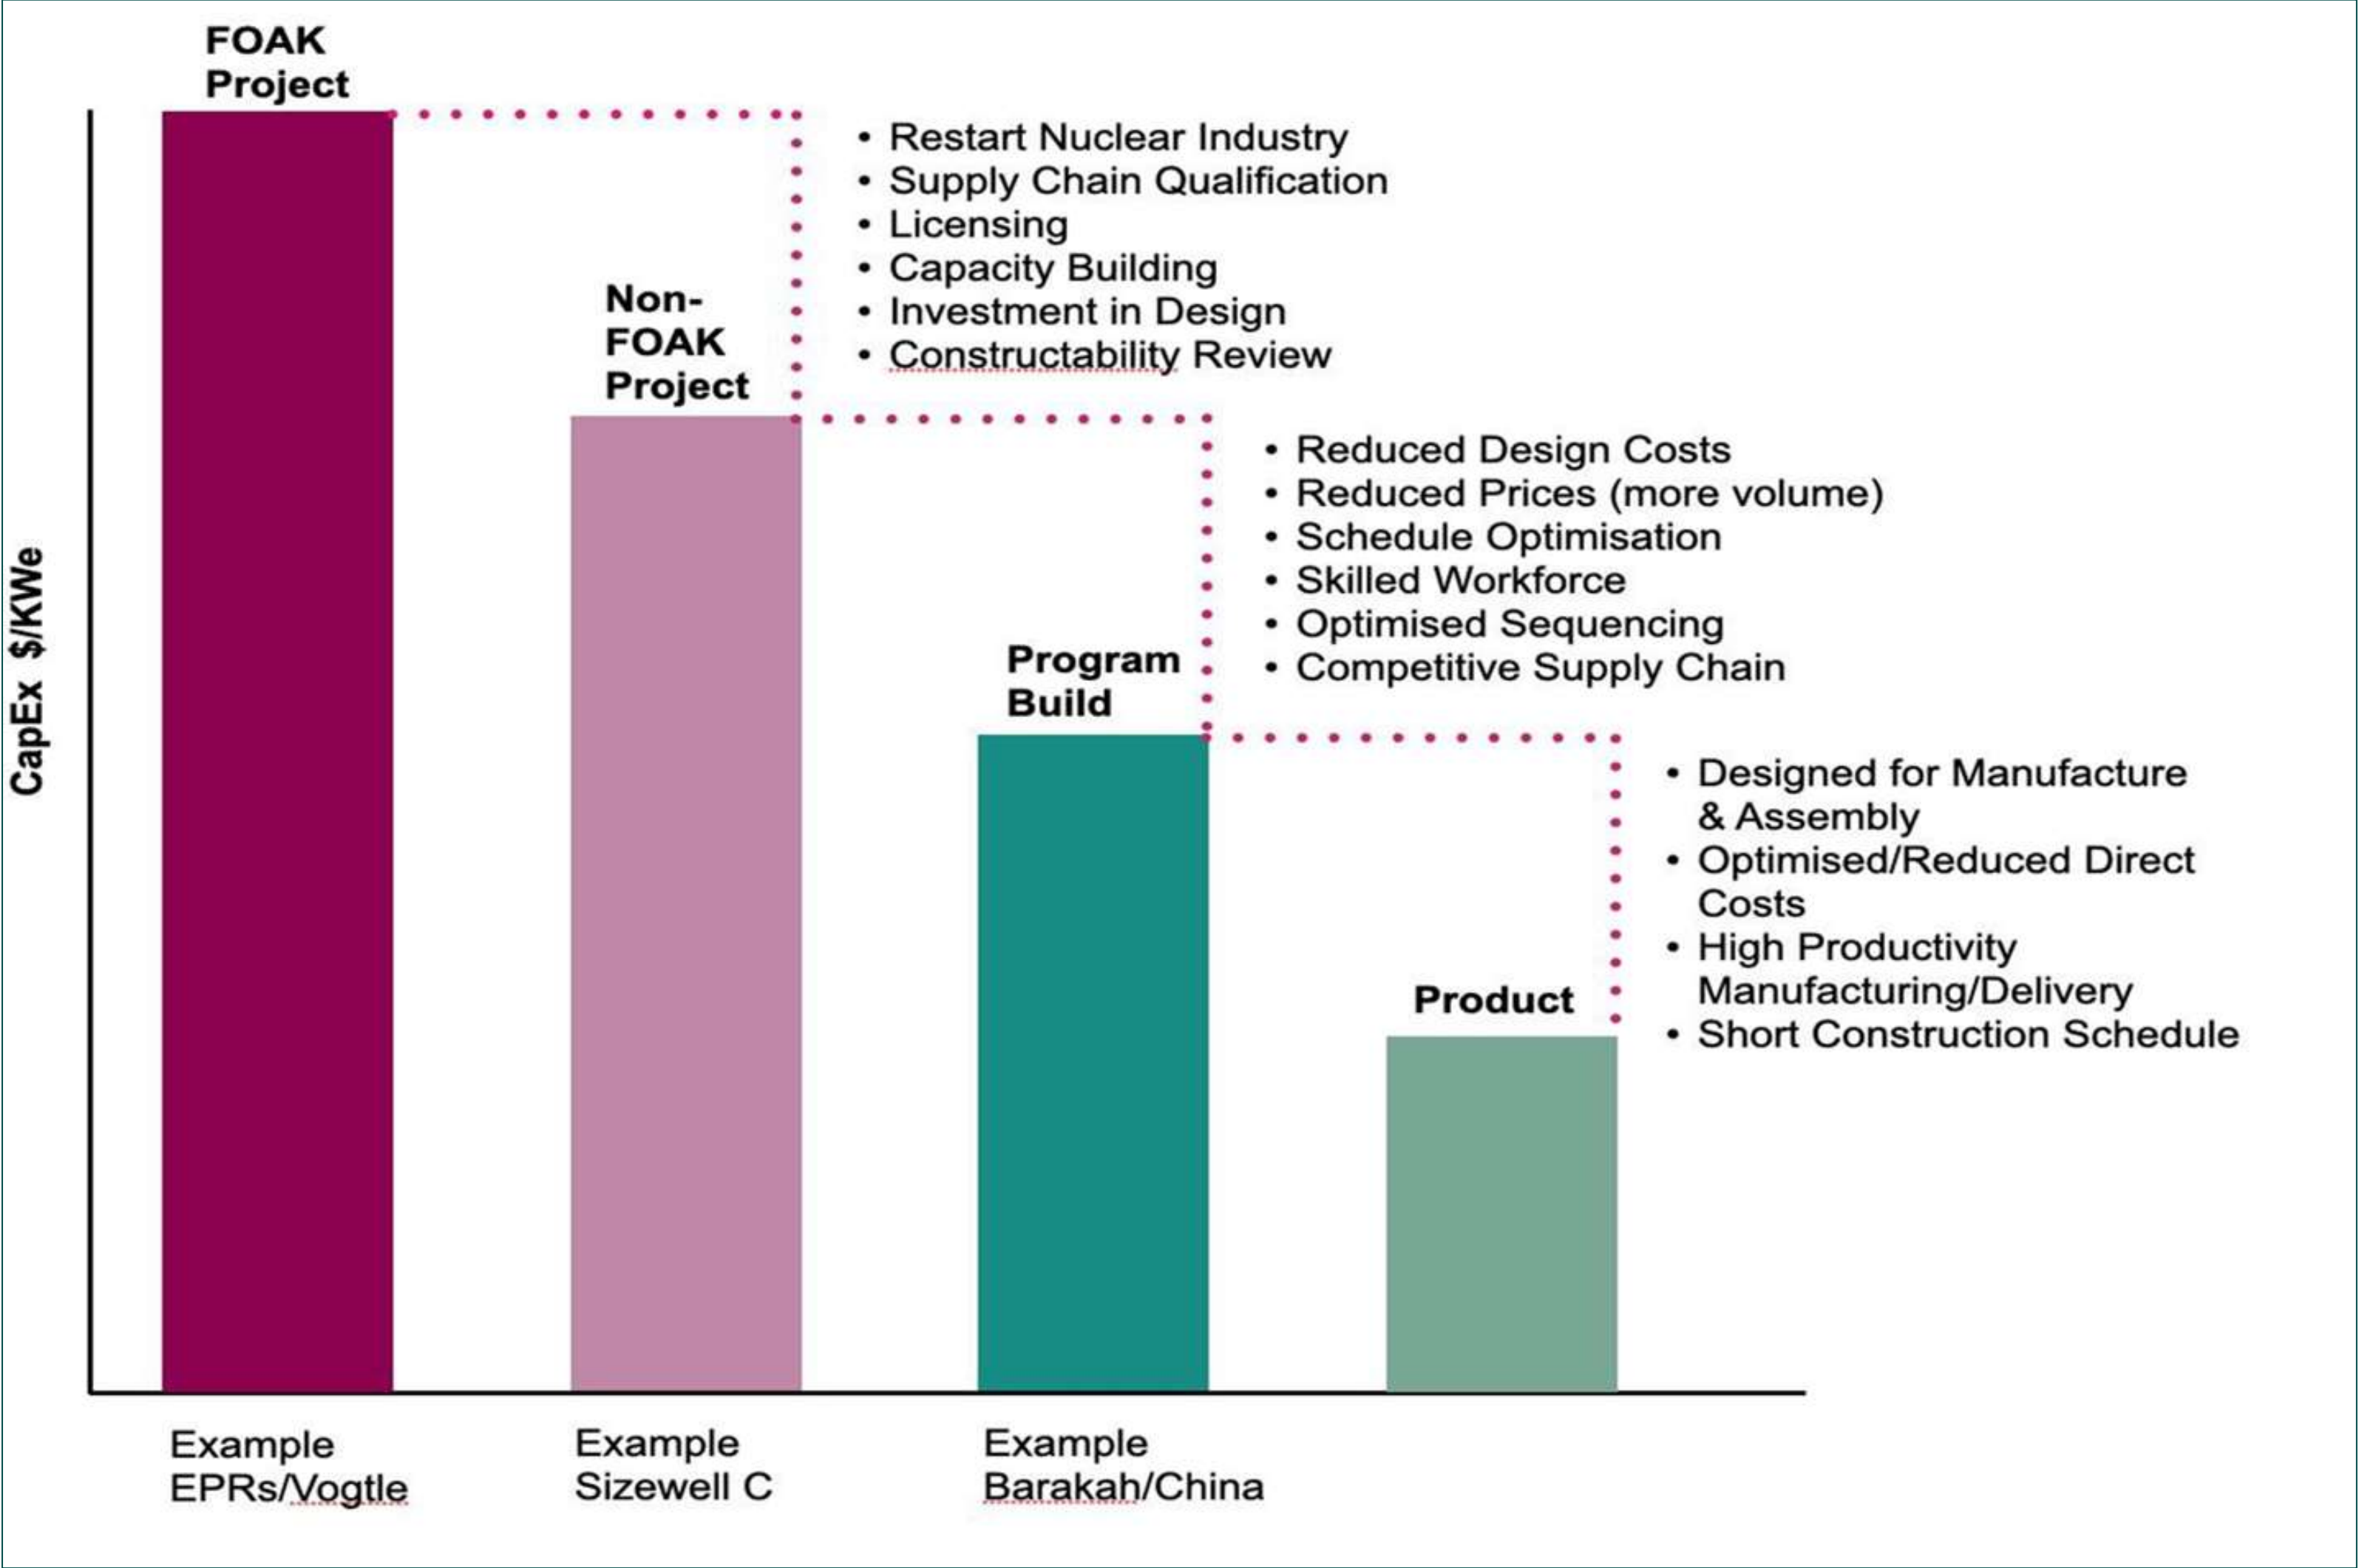 FOAK
Project
• Restart Nuclear Industry
• Supply Chain Qualification
• Licensing
• Capacity Building
• Investment in Design
• Constructability Review
Non-
FOAK
Project
• Reduced Design Costs
• Reduced Prices (more volume)
• Schedule Optimisation
• Skilled Workforce
• Optimised Sequencing
• Competitive Supply Chain
CapEx $/KWe
Program
Build
• Designed for Manufacture
& Assembly
• Optimised/Reduced Direct
Costs
• High Productivity
Manufacturing/Delivery
• Short Construction Schedule
Product
Example
EPRs/Vogtle
Example
Sizewell C
Example
Barakah/China